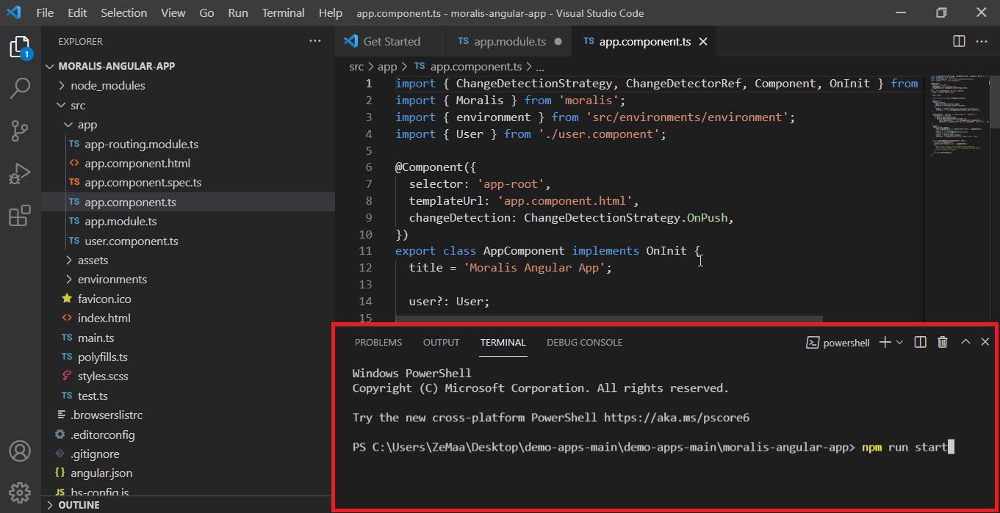 File Edit Selection View Go Run Terminal Help app.component.ts - moralis-angular-app - Visual Studio Code
EXPLORER
1
MORALIS-ANGULAR-APP
node_modules
src
app
TS app-routing.module.ts
<> app.component.html
TS app.component.spec.ts
TS app.component.ts
TS app.module.ts
TS user.component.ts
assets
environments
favicon.ico
<> index.html
TS main.ts
TS polyfills.ts
styles.scss
TS test.ts
.browserslistrc
.editorconfig
.gitignore
{} angular.json
JS bs-config.js
OUTLINE
Get Started TS app.module.ts TS app.component.ts
src > app > TS app.component.ts > ...
1 import { ChangeDetectionStrategy, ChangeDetectorRef, Component, OnInit } from
2 import { Moralis } from 'moralis';
3 import { environment } from 'src/environments/environment';
4 import { User } from './user.component';
5
6 @Component({
7 selector: 'app-root',
8 templateUrl: 'app.component.html',
9 changeDetection: ChangeDetectionStrategy.OnPush,
10 })
11 export class AppComponent implements OnInit {
12 title = 'Moralis Angular App';
13
14 user?: User;
15
PROBLEMS OUTPUT TERMINAL DEBUG CONSOLE powershell
Windows PowerShell
Copyright (C) Microsoft Corporation. All rights reserved.
Try the new cross-platform PowerShell https://aka.ms/pscore6
PS C:\Users\ZeMaa\Desktop\demo-apps-main\demo-apps-main\moralis-angular-app> npm run start